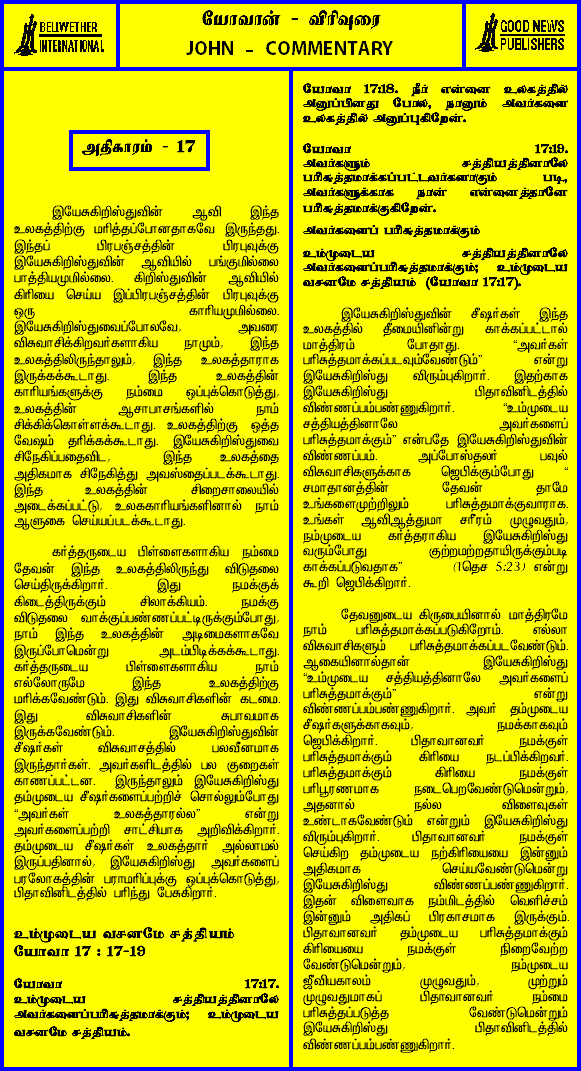 BELLWETHER
INTERNATIONAL
யோவான் - விரிவுரை
JOHN – COMMENTARY
GOOD NEWS
PUBLISHERS
அதிகாரம் - 17
இயேசுகிறிஸ்துவின் ஆவி இந்த
உலகத்திற்கு மரித்தப்போனதாகவே இருந்தது.
இந்தப் பிரபஞ்சத்தின் பிரபுவுக்கு
இயேசுகிறிஸ்துவின் ஆவியில் பங்குமில்லை
பாத்தியமுமில்லை. கிறிஸ்துவின் ஆவியில்
கிரியை செய்ய இப்பிரபஞ்சத்தின் பிரபுவுக்கு
ஒரு காரியமுமில்லை.
இயேசுகிறிஸ்துவைப்போலவே, அவரை
விசுவாசிக்கிறவர்களாகிய நாமும், இந்த
உலகத்திலிருந்தாலும், இந்த உலகத்தாராக
இருக்கக்கூடாது. இந்த உலகத்தின்
காரியங்களுக்கு நம்மை ஒப்புக்கொடுத்து,
உலகத்தின் ஆசாபாசங்களில் நாம்
சிக்கிக்கொள்ளக்கூடாது. உலகத்திற்கு ஒத்த
வேஷம் தரிக்கக்கூடாது. இயேசுகிறிஸ்துவை
சிநேகிப்பதைவிட, இந்த உலகத்தை
அதிகமாக சிநேகித்து அவஸ்தைப்படக்கூடாது.
இந்த உலகத்தின் சிறைசாலையில்
அடைக்கப்பட்டு, உலககாரியங்களினால் நாம்
ஆளுகை செய்யப்படக்கூடாது.
கர்த்தருடைய பிள்ளைகளாகிய நம்மை
தேவன் இந்த உலகத்திலிருந்து விடுதலை
செய்திருக்கிறார். இது நமக்குக்
கிடைத்திருக்கும் சிலாக்கியம். நமக்கு
விடுதலை வாக்குப்பண்ணப்பட்டிருக்கும்போது,
நாம் இந்த உலகத்தின் அடிமைகளாகவே
இருப்போமென்று அடம்பிடிக்கக்கூடாது.
கர்த்தருடைய பிள்ளைகளாகிய நாம்
எல்லோருமே இந்த உலகத்திற்கு
மரிக்கவேண்டும். இது விசுவாசிகளின் கடமை.
இது விசுவாசிகளின் சுபாவமாக
இருக்கவேண்டும். இயேசுகிறிஸ்துவின்
சீஷர்கள் விசுவாசத்தில் பலவீனமாக
இருந்தார்கள். அவர்களிடத்தில் பல குறைகள்
காணப்பட்டன. இருந்தாலும் இயேசுகிறிஸ்து
தம்முடைய சீஷர்களைப்பற்றிச் சொல்லும்போது
“அவர்கள் உலகத்தாரல்ல” என்று
அவர்களைப்பற்றி சாட்சியாக அறிவிக்கிறார்.
தம்முடைய சீஷர்கள் உலகத்தார் அல்லாமல்
இருப்பதினால், இயேசுகிறிஸ்து அவர்களைப்
பரலோகத்தின் பராமரிப்புக்கு ஒப்புக்கொடுத்து,
பிதாவினிடத்தில் பரிந்து பேசுகிறார்.
உம்முடைய வசனமே சத்தியம்
யோவா 17 : 17-19
யோவா 17:17.
உம்முடைய சத்தியத்தினாலே
அவர்களைப்பரிசுத்தமாக்கும்; உம்முடைய
வசனமே சத்தியம்.
யோவா 17:18. நீர் என்னை உலகத்தில்
அனுப்பினது போல, நானும் அவர்களை
உலகத்தில் அனுப்புகிறேன்.
யோவா 17:19.
அவர்களும் சத்தியத்தினாலே
பரிசுத்தமாக்கப்பட்டவர்களாகும் படி,
அவர்களுக்காக நான் என்னைத்தானே
பரிசுத்தமாக்குகிறேன்.
அவர்களைப் பரிசுத்தமாக்கும்
உம்முடைய சத்தியத்தினாலே
அவர்களைப்பரிசுத்தமாக்கும்; உம்முடைய
வசனமே சத்தியம் (யோவா 17:17).
இயேசுகிறிஸ்துவின் சீஷர்கள் இந்த
உலகத்தில் தீமையினின்று காக்கப்பட்டால்
மாத்திரம் போதாது. “அவர்கள்
பரிசுத்தமாக்கப்படவும்வேண்டும்” என்று
இயேசுகிறிஸ்து விரும்புகிறார். இதற்காக
இயேசுகிறிஸ்து பிதாவினிடத்தில்
விண்ணப்பம்பண்ணுகிறார். “உம்முடைய
சத்தியத்தினாலே அவர்களைப்
பரிசுத்தமாக்கும்” என்பதே இயேசுகிறிஸ்துவின்
விண்ணப்பம். அப்போஸ்தலர் பவுல்
விசுவாசிகளுக்காக ஜெபிக்கும்போது “
சமாதானத்தின் தேவன் தாமே
உங்களைமுற்றிலும் பரிசுத்தமாக்குவாராக.
உங்கள் ஆவிஆத்துமா சரீரம் முழுவதும்,
நம்முடைய கர்த்தராகிய இயேசுகிறிஸ்து
வரும்போது குற்றமற்றதாயிருக்கும்படி
காக்கப்படுவதாக” (1தெச 5:23) என்று
கூறி ஜெபிக்கிறார்.
தேவனுடைய கிருபையினால் மாத்திரமே
நாம் பரிசுத்தமாக்கப்படுகிறோம். எல்லா
விசுவாசிகளும் பரிசுத்தமாக்கப்படவேண்டும்.
ஆகையினால்தான் இயேசுகிறிஸ்து
“உம்முடைய சத்தியத்தினாலே அவர்களைப்
பரிசுத்தமாக்கும்” என்று
விண்ணப்பம்பண்ணுகிறார். அவர் தம்முடைய
சீஷர்களுக்காகவும், நமக்காகவும்
ஜெபிக்கிறார். பிதாவானவர் நமக்குள்
பரிசுத்தமாக்கும் கிரியை நடப்பிக்கிறவர்.
பரிசுத்தமாக்கும் கிரியை நமக்குள்
பரிபூரணமாக நடைபெறவேண்டுமென்றும்,
அதனால் நல்ல விளைவுகள்
உண்டாகவேண்டும் என்றும் இயேசுகிறிஸ்து
விரும்புகிறார். பிதாவானவர் நமக்குள்
செய்கிற தம்முடைய நற்கிரியையை இன்னும்
அதிகமாக செய்யவேண்டுமென்று
இயேசுகிறிஸ்து விண்ணப்பண்ணுகிறார்.
இதன் விளைவாக நம்மிடத்தில் வெளிச்சம்
இன்னும் அதிகப் பிரகாசமாக இருக்கும்.
பிதாவானவர் தம்முடைய பரிசுத்தமாக்கும்
கிரியையை நமக்குள் நிறைவேற்ற
வேண்டுமென்றும், நம்முடைய
ஜீவியகாலம் முழுவதும், முற்றும்
முழுவதுமாகப் பிதாவானவர் நம்மை
பரிசுத்தப்படுத்த வேண்டுமென்றும்
இயேசுகிறிஸ்து பிதாவினிடத்தில்
விண்ணப்பம்பண்ணுகிறார்.